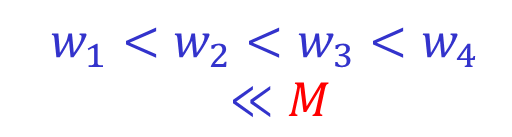 𝑤₁ < 𝑤₂ < 𝑤₃ < 𝑤₄
≪ 𝑀